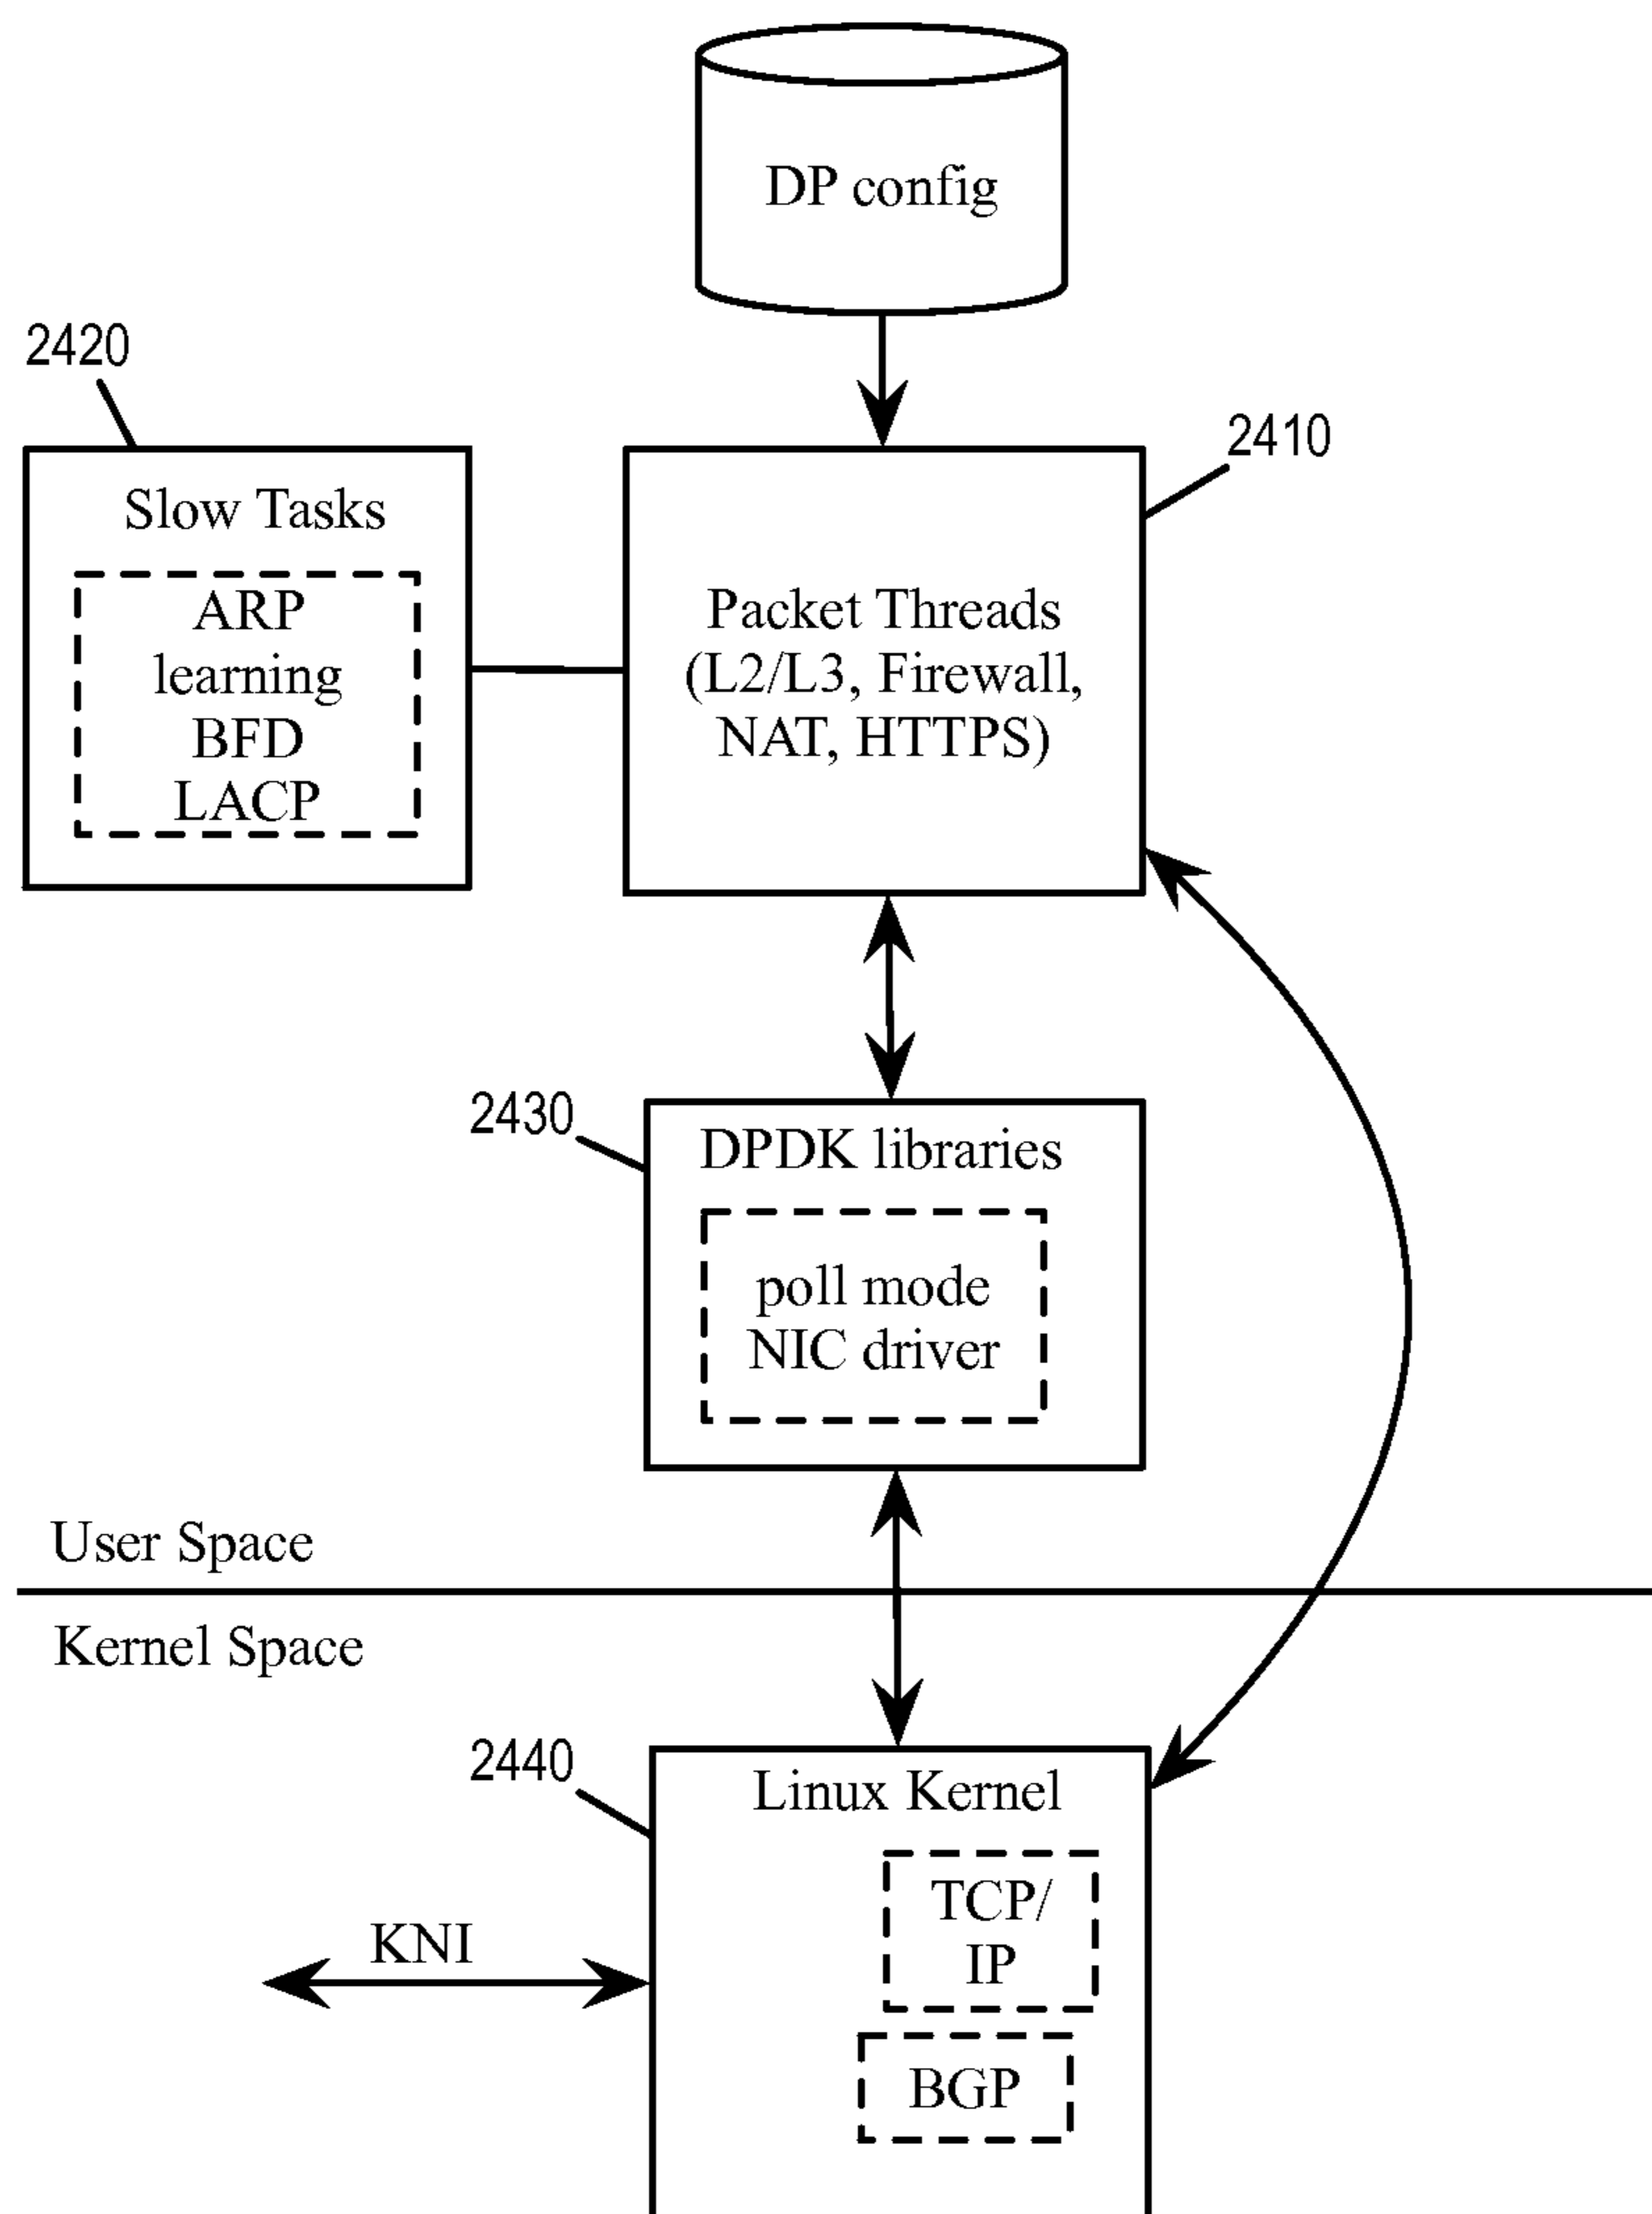 DP config
2420
2410
Slow Tasks
ARP
learning
BFD
LACP
Packet Threads
(L2/L3, Firewall,
NAT, HTTPS)
2430
DPDK libraries
poll mode
NIC driver
User Space
Kernel Space
2440
Linux Kernel
TCP/
IP
KNI
BGP